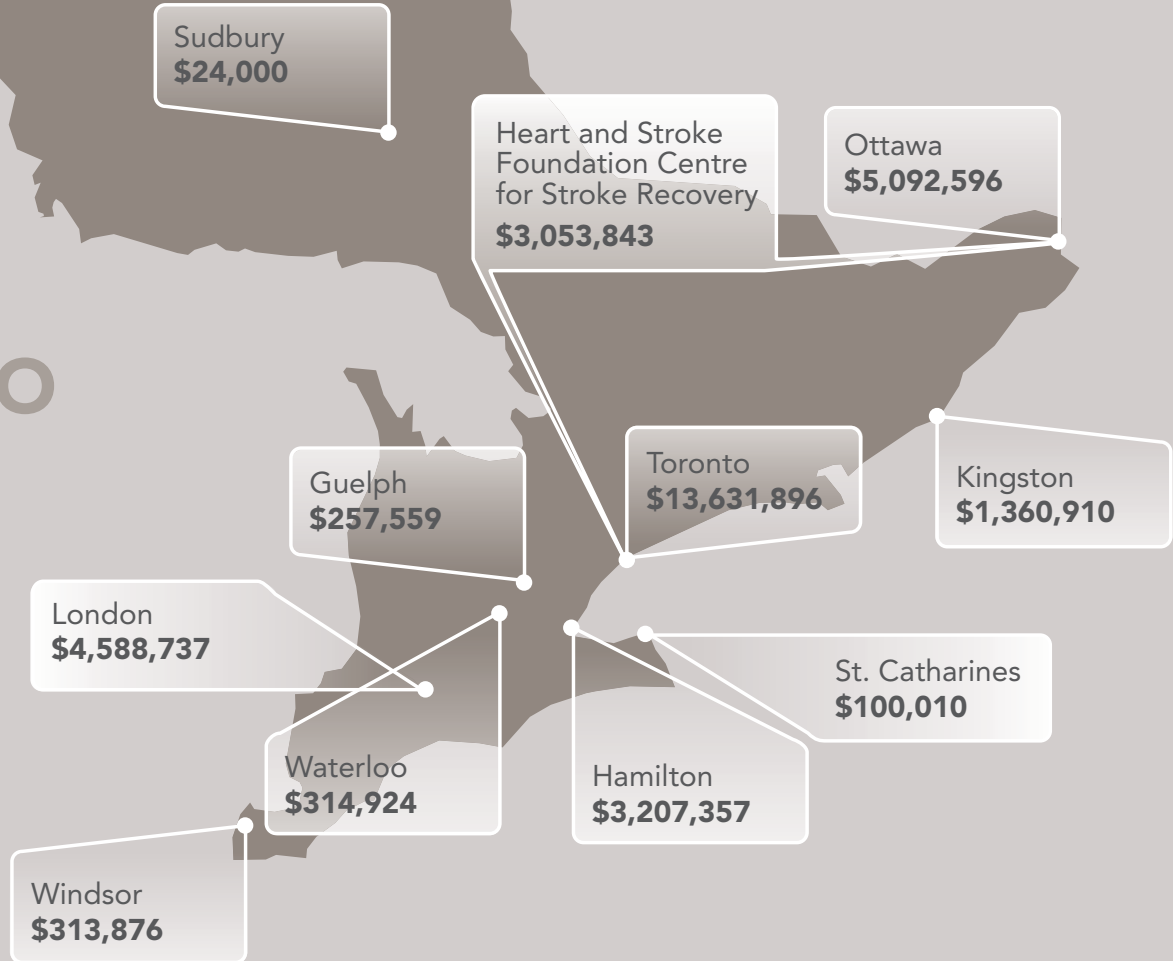 Sudbury
$24,000
Heart and Stroke
Foundation Centre
for Stroke Recovery
$3,053,843
Ottawa
$5,092,596
O
Guelph
$257,559
Toronto
$13,631,896
Kingston
$1,360,910
London
$4,588,737
St. Catharines
$100,010
Waterloo
$314,924
Hamilton
$3,207,357
Windsor
$313,876